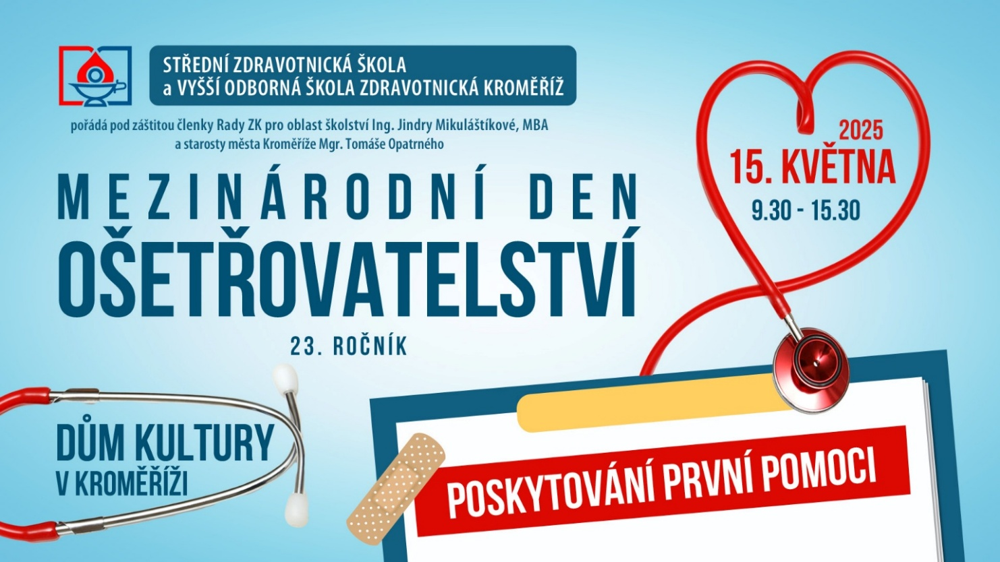 STŘEDNÍ ZDRAVOTNICKÁ ŠKOLA
a VYŠŠÍ ODBORNÁ ŠKOLA ZDRAVOTNICKÁ KROMĚŘÍŽ
pořádá pod záštitou členky Rady ZK pro oblast školství Ing. Jindry Mikuláštíkové, MBA
a starosty města Kroměříže Mgr. Tomáše Opatrného
MEZINÁRODNÍ DEN
OŠETŘOVATELSTVÍ
23. ROČNÍK
2025
15. KVĚTNA
9.30 - 15.30
DŮM KULTURY
V KROMĚŘÍŽI
POSKYTOVÁNÍ PRVNÍ POMOCI